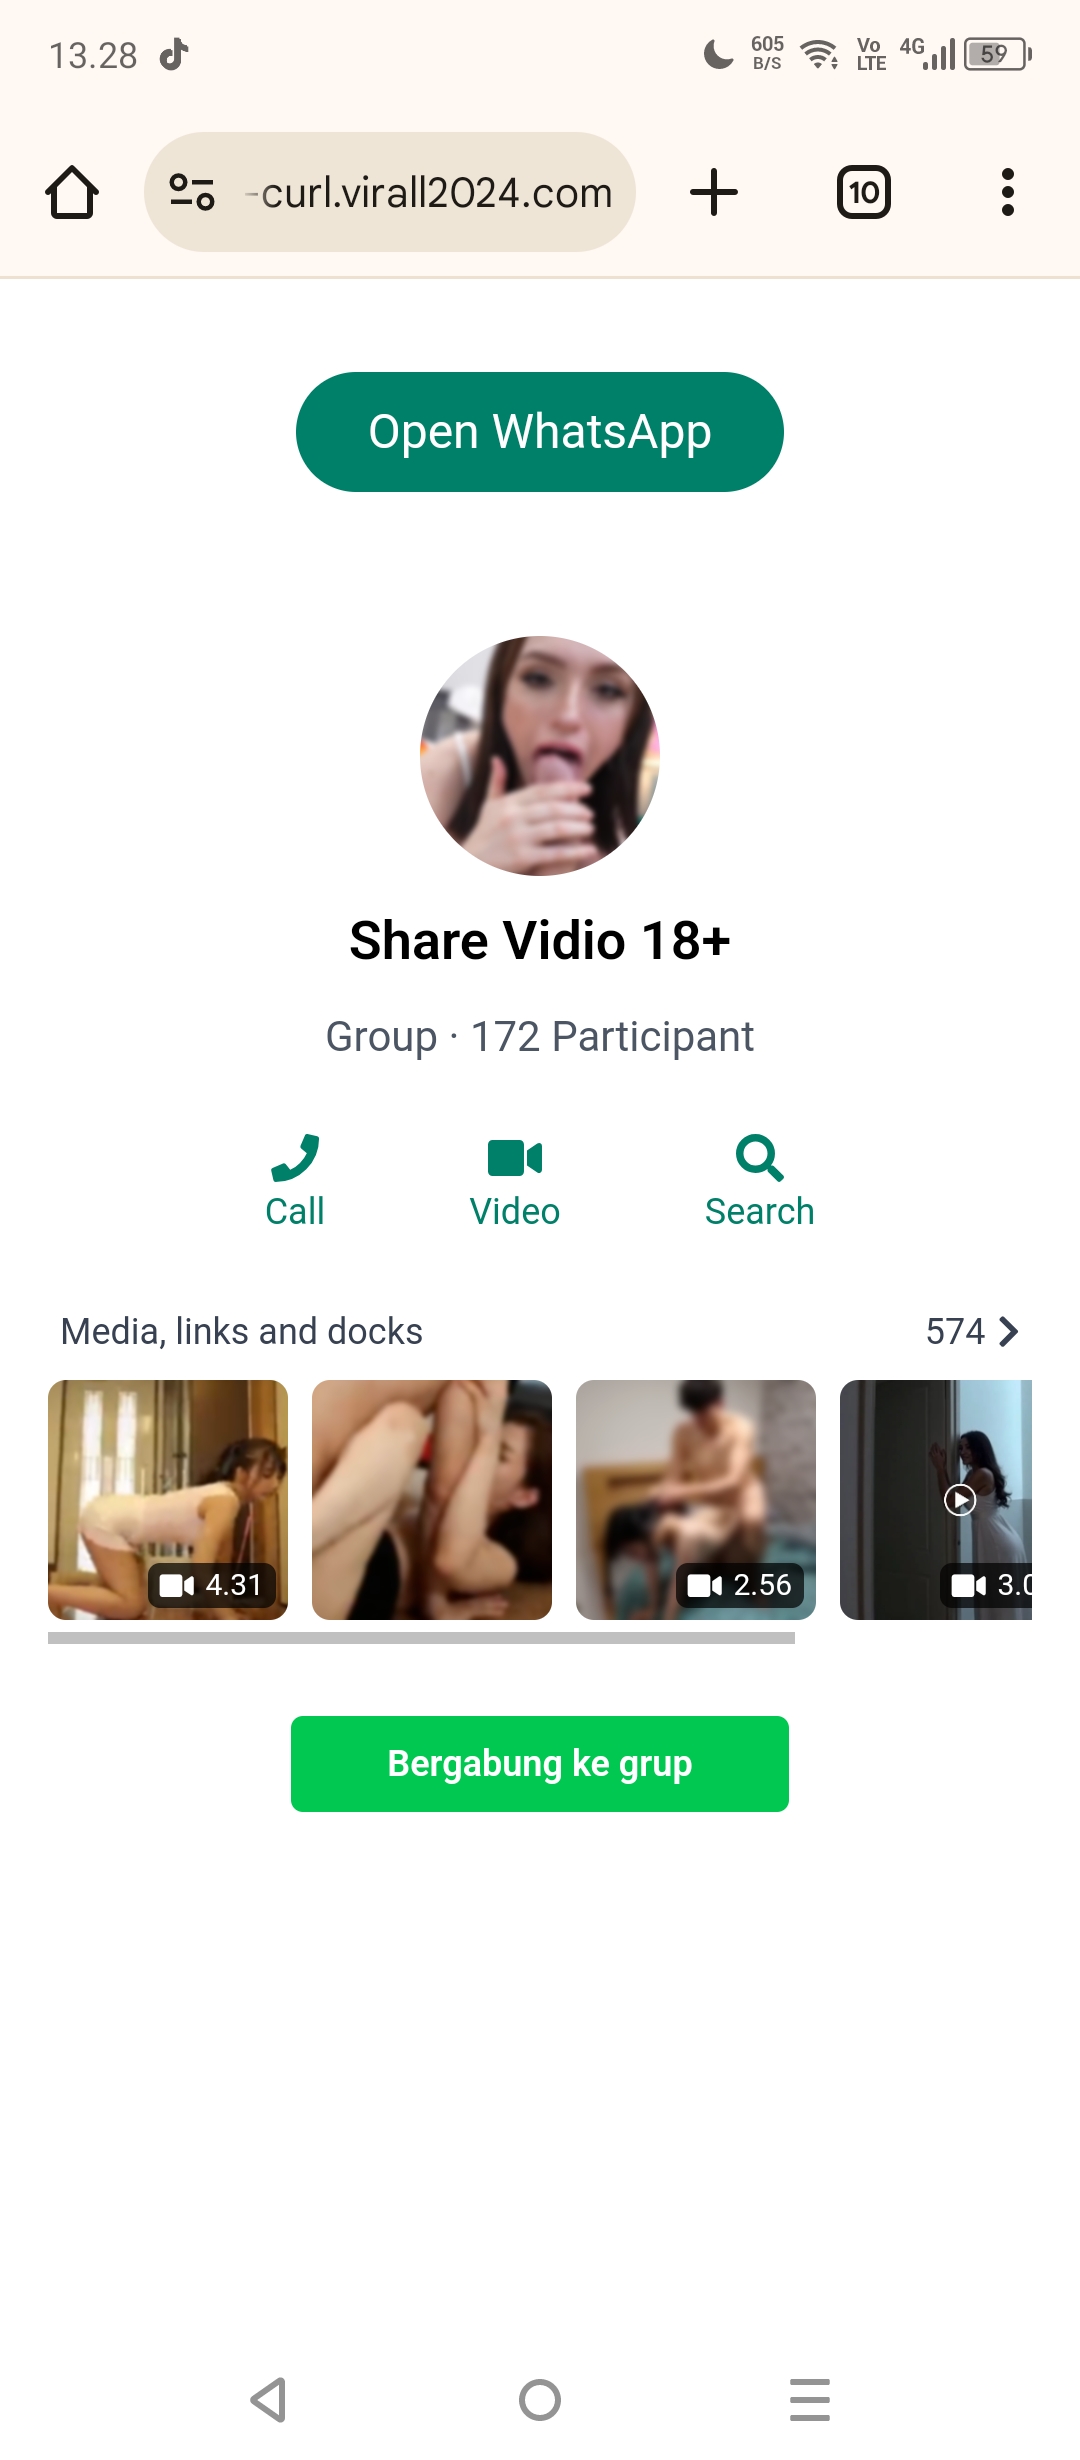 13.28
605 B/S
Vo LTE
4G
59
-curl.virall2024.com
10
Open WhatsApp
Share Vidio 18+
Group · 172 Participant
Call
Video
Search
Media, links and docks
574
4.31
2.56
3.0
Bergabung ke grup